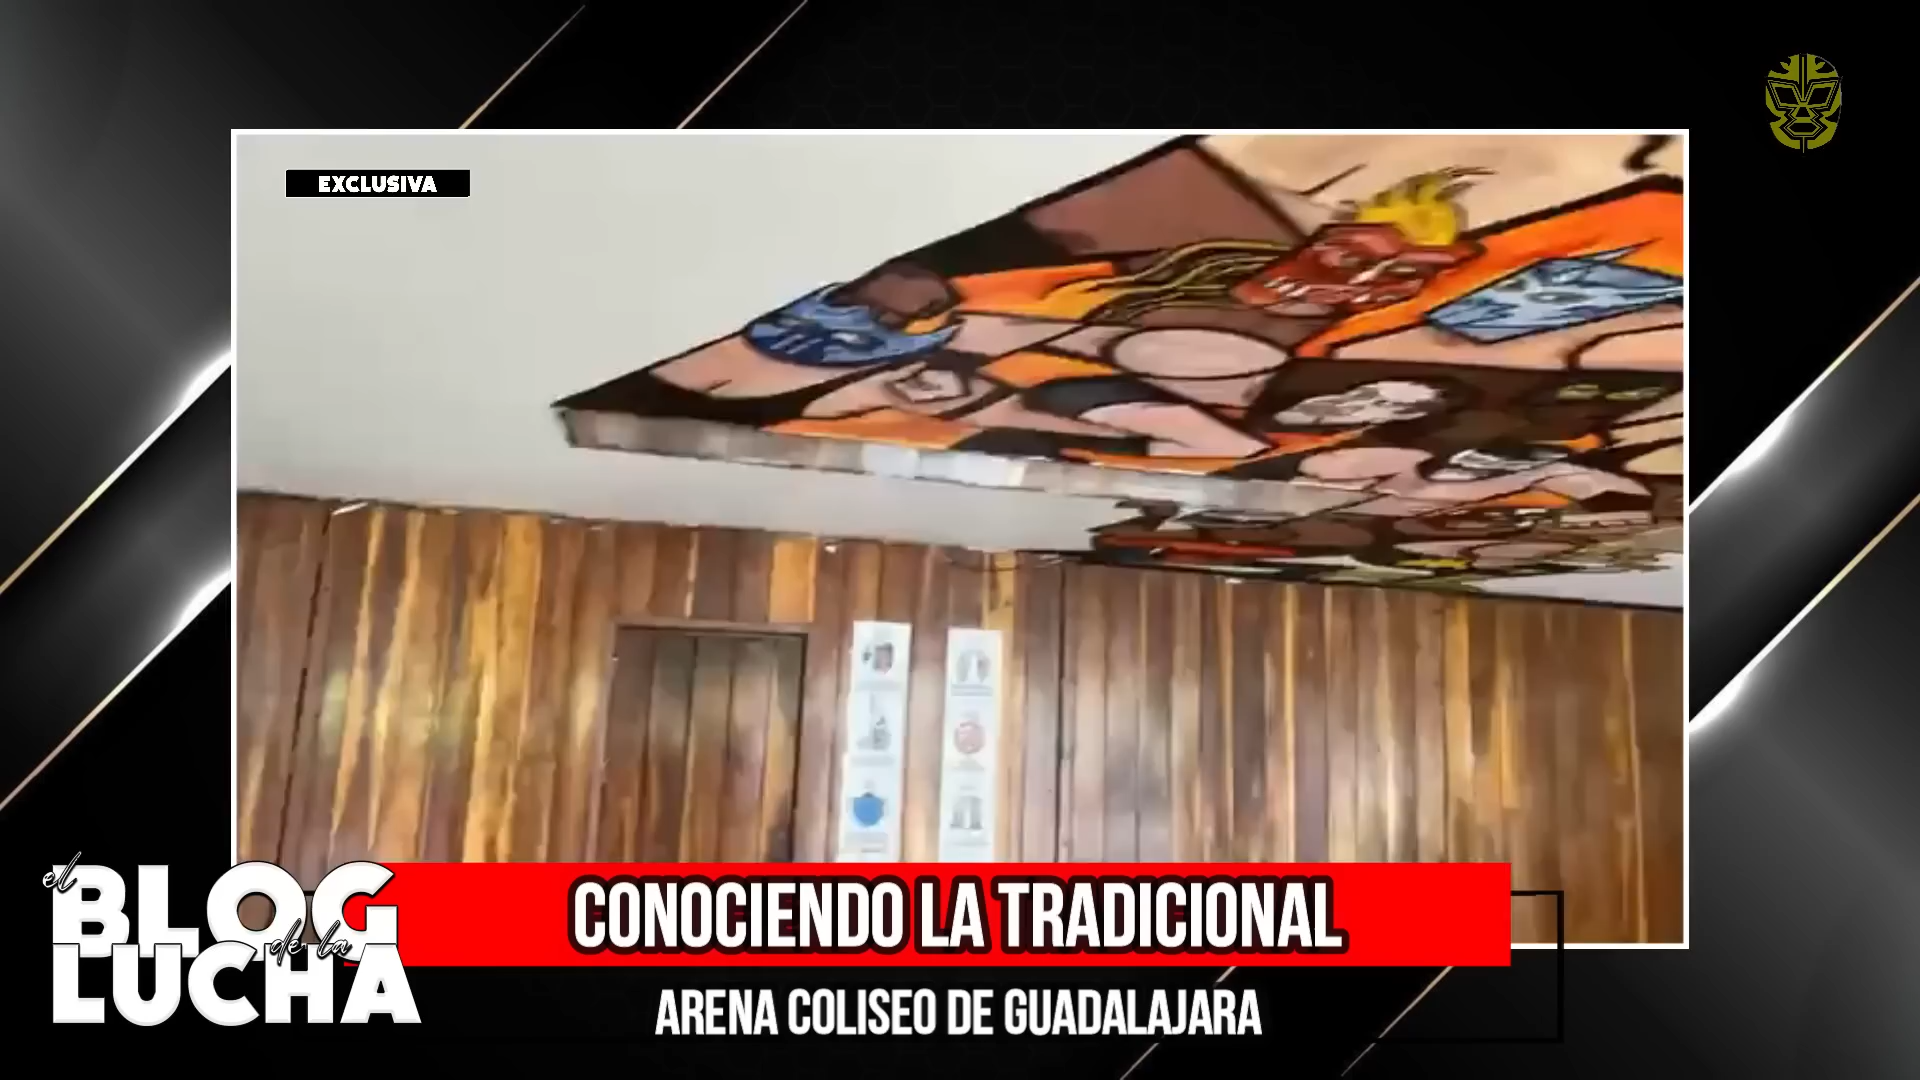 EXCLUSIVA
el
BLOG
de la
LUCHA
CONOCIENDO LA TRADICIONAL
ARENA COLISEO DE GUADALAJARA